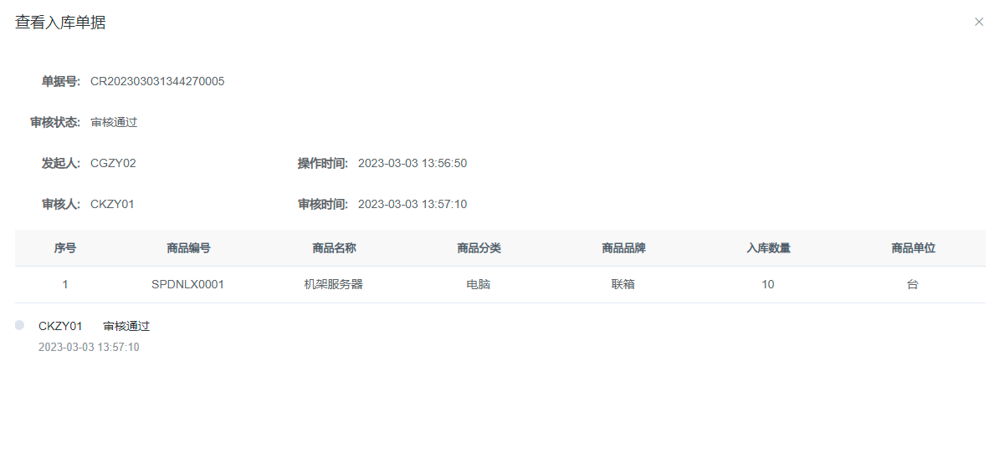 查看入库单据
单据号: CR202303031344270005
审核状态: 审核通过
发起人: CGZY02 操作时间: 2023-03-03 13:56:50
审核人: CKZY01 审核时间: 2023-03-03 13:57:10
序号 商品编号 商品名称 商品分类 商品品牌 入库数量 商品单位
1 SPDNLX0001 机架服务器 电脑 联箱 10 台
CKZY01 审核通过
2023-03-03 13:57:10